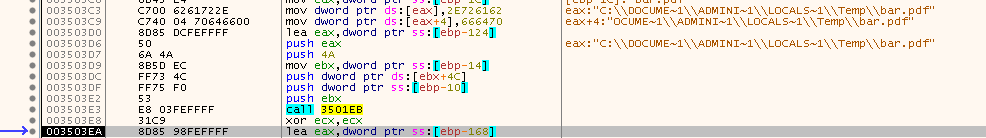 003503C3 C700 6261722E mov dword ptr ds:[eax],2E726162 eax:"C:\\DOCUME~1\\ADMINI~1\\LOCALS~1\\Temp\\bar.pdf"
003503C9 C740 04 70646600 mov dword ptr ds:[eax+4],666470 eax+4:"OCUME~1\\ADMINI~1\\LOCALS~1\\Temp\\bar.pdf"
003503D0 8D85 DCFEFFFF lea eax,dword ptr ss:[ebp-124]
003503D6 50 push eax eax:"C:\\DOCUME~1\\ADMINI~1\\LOCALS~1\\Temp\\bar.pdf"
003503D7 6A 4A push 4A
003503D9 8B5D EC mov ebx,dword ptr ss:[ebp-14]
003503DC FF73 4C push dword ptr ds:[ebx+4C]
003503DF FF75 F0 push dword ptr ss:[ebp-10]
003503E2 53 push ebx
003503E3 E8 03FEFFFF call 3501EB
003503E8 31C9 xor ecx,ecx
003503EA 8D85 98FEFFFF lea eax,dword ptr ss:[ebp-168]